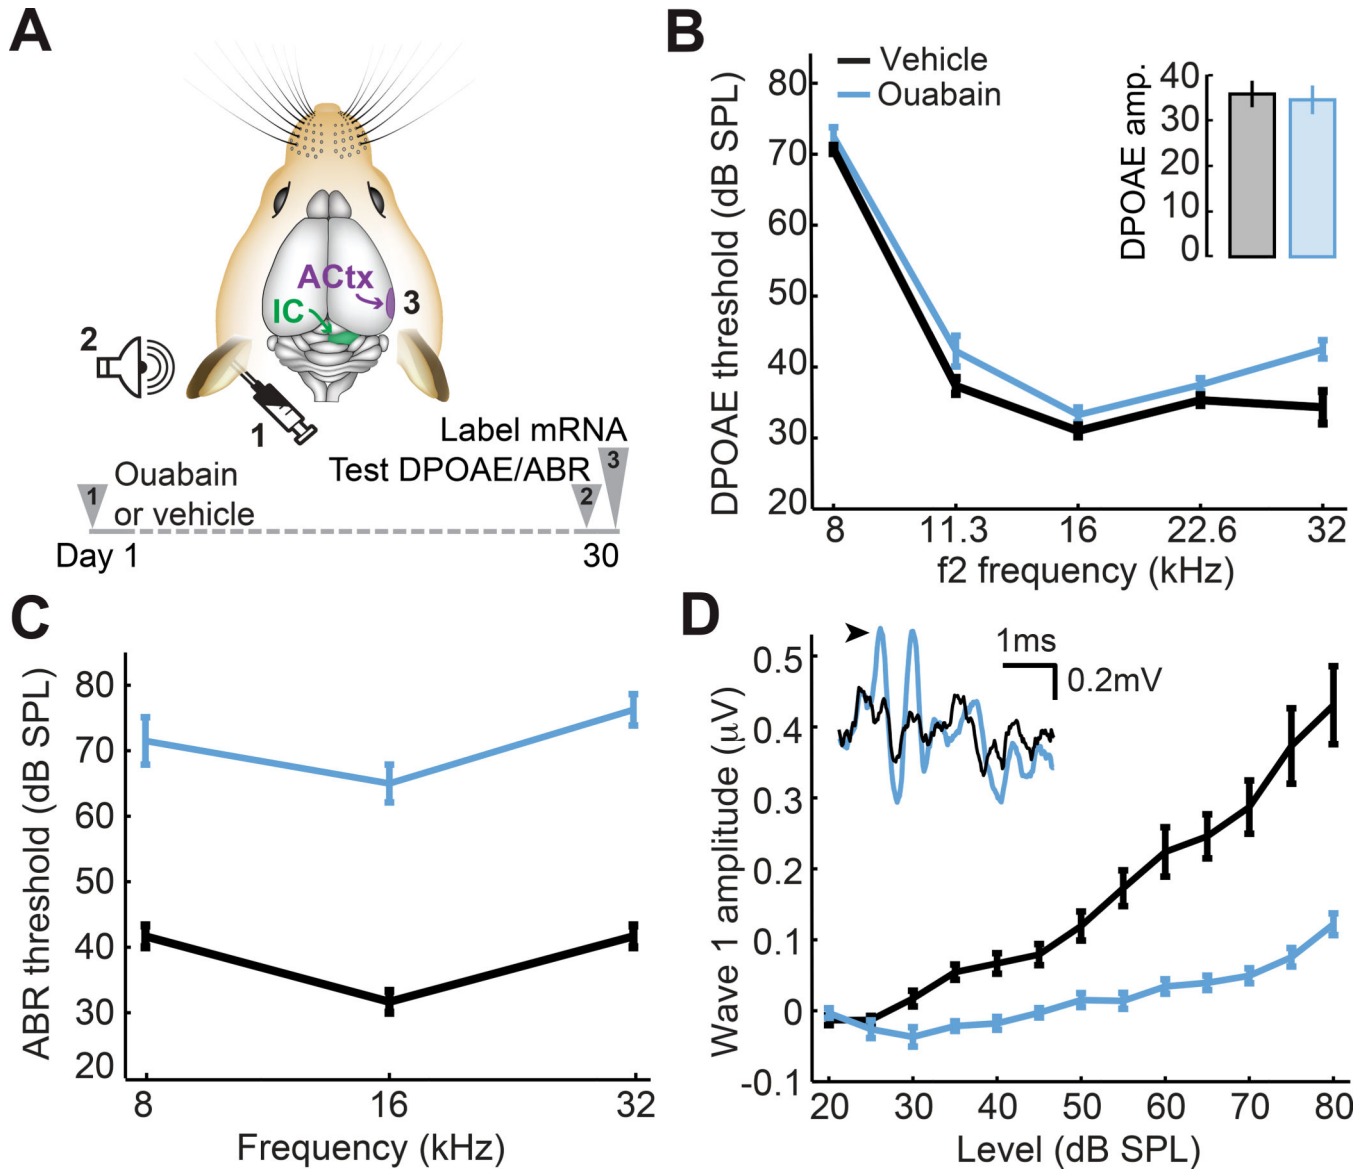 A
ACtx
IC
3
2
1
Label mRNA
Test DPOAE/ABR
3
Ouabain
or vehicle
1
2
Day 1
30
B
Vehicle
Ouabain
DPOAE threshold (dB SPL)
80
70
60
50
40
30
20
8
11.3
16
22.6
32
f2 frequency (kHz)
DPOAE amp.
40
30
20
10
0
C
ABR threshold (dB SPL)
80
70
60
50
40
30
20
8
16
32
Frequency (kHz)
D
1ms
0.2mV
Wave 1 amplitude (μV)
0.5
0.4
0.3
0.2
0.1
0
-0.1
20
30
40
50
60
70
80
Level (dB SPL)